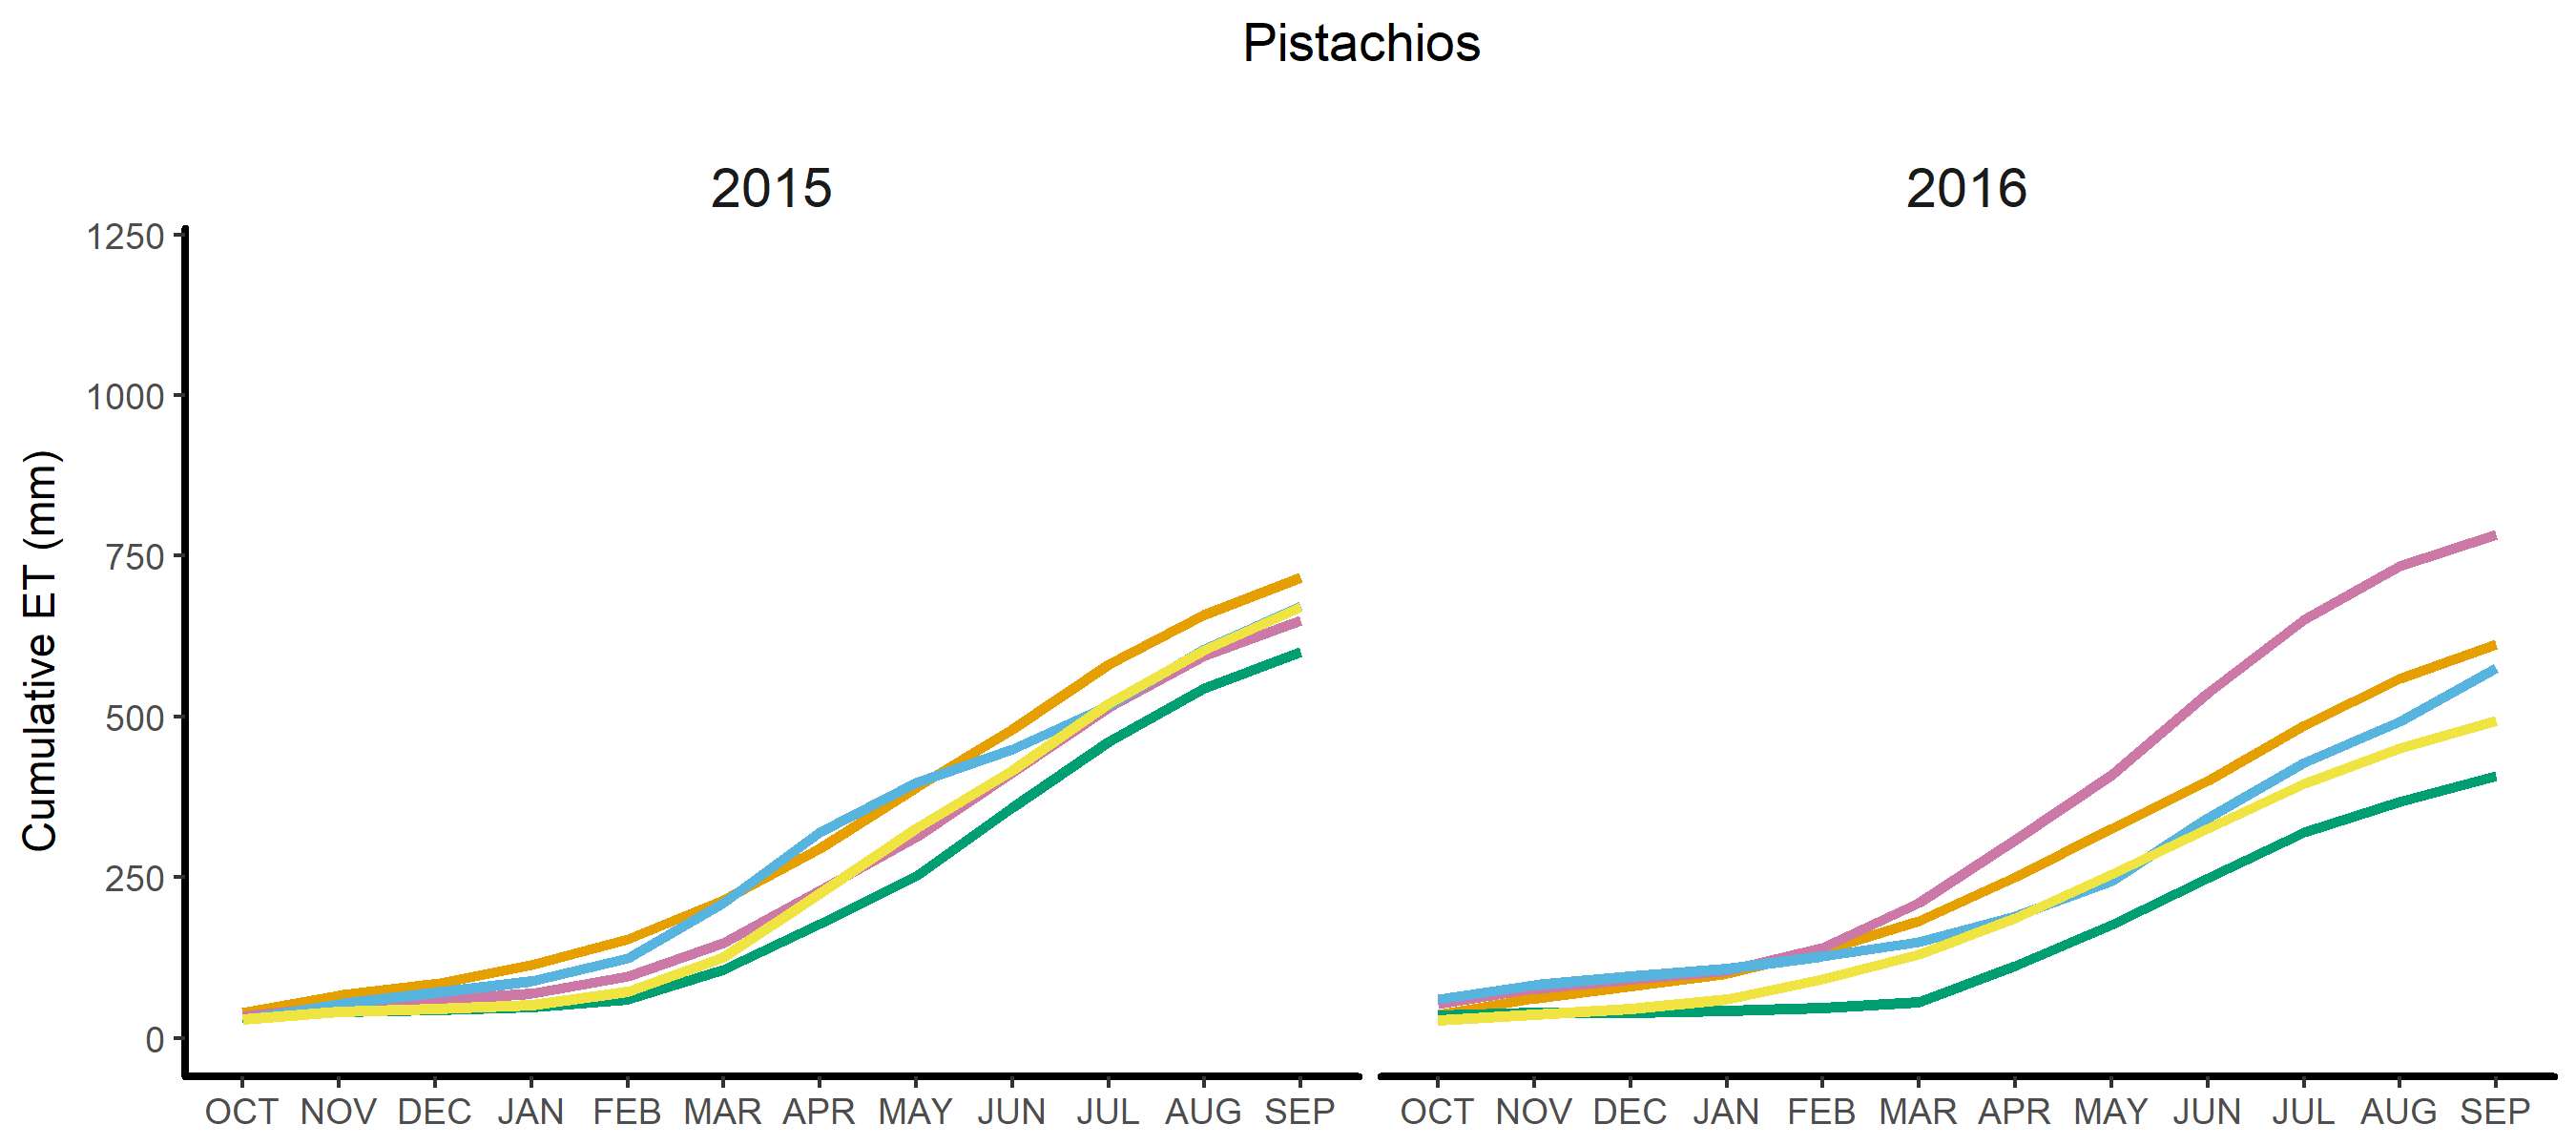 Pistachios
2015 2016
Cumulative ET (mm)
1250
1000
750
500
250
0
OCT NOV DEC JAN FEB MAR APR MAY JUN JUL AUG SEP OCT NOV DEC JAN FEB MAR APR MAY JUN JUL AUG SEP